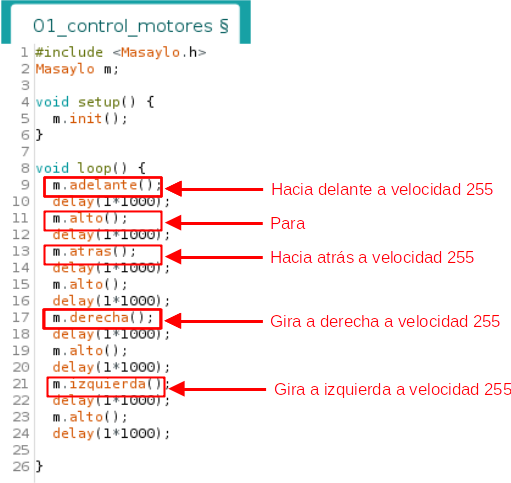 01_control_motores §
1 #include <Masaylo.h>
2 Masaylo m;
3
4 void setup() {
5 m.init();
6 }
7
8 void loop() {
9 m.adelante(); Hacia delante a velocidad 255
10 delay(1*1000);
11 m.alto(); Para
12 delay(1*1000);
13 m.atras(); Hacia atrás a velocidad 255
14 delay(1*1000);
15 m.alto();
16 delay(1*1000);
17 m.derecha(); Gira a derecha a velocidad 255
18 delay(1*1000);
19 m.alto();
20 delay(1*1000);
21 m.izquierda(); Gira a izquierda a velocidad 255
22 delay(1*1000);
23 m.alto();
24 delay(1*1000);
25
26 }